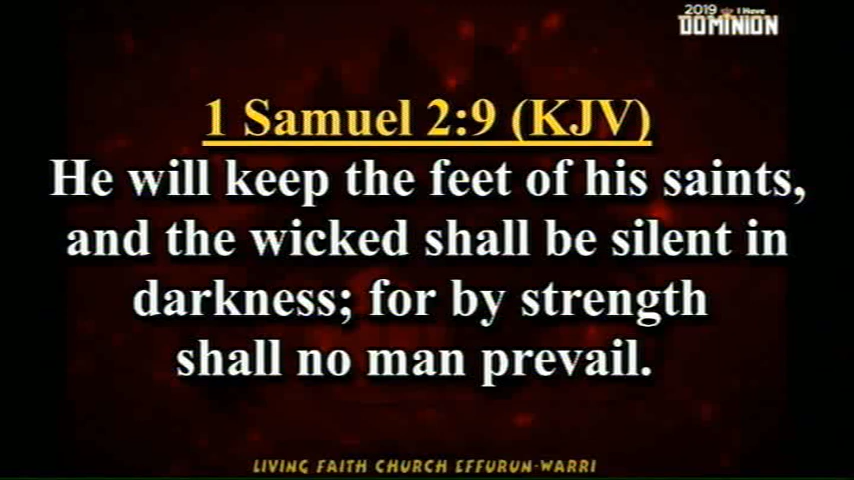 2019 I Have
DOMINION
1 Samuel 2:9 (KJV)
He will keep the feet of his saints,
and the wicked shall be silent in
darkness; for by strength
shall no man prevail.
LIVING FAITH CHURCH EFFURUN-WARRI